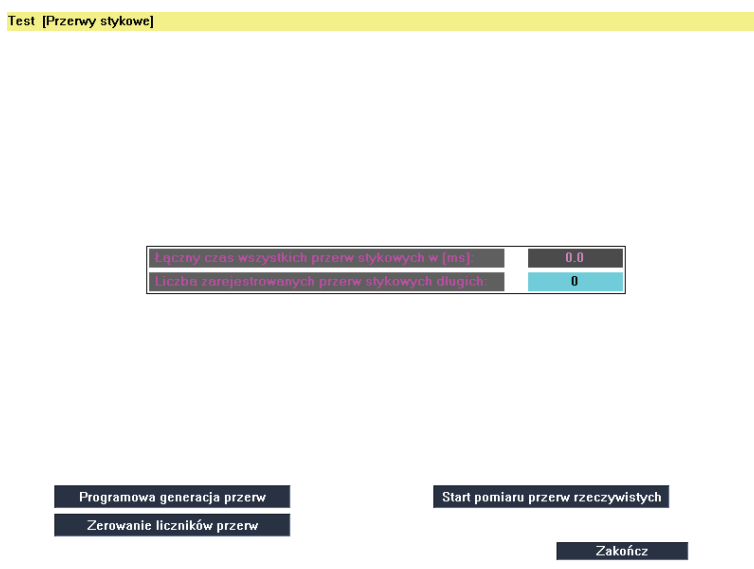 Test [Przerwy stykowe]
Łączny czas wszystkich przerw stykowych w [ms]: 0.0
Liczba zarejestrowanych przerw stykowych dlugich: 0
Programowa generacja przerw Start pomiaru przerw rzeczywistych
Zerowanie liczników przerw
Zakończ